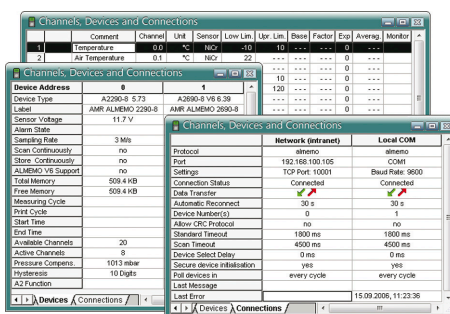 Channels, Devices and Connections
Comment Channel Unit Sensor Low Lim. Upr. Lim. Base Factor Exp Averag. Monitor
1 Temperature 0.0 °C NiCr -10 10 - - - - - - 0 - - -
2 Air Temperature 0.1 °C NiCr 22 - - - - - - - - - 0 - - -
- - - - - - - - - 0 - - -
10 - - - - - - 0 - - -
120 - - - - - - 0 - - -
Channels, Devices and Connections
Device Address 0 1
Device Type A2290-8 5.73 A2690-8 V6 6.39
Label AMR ALMEMO 2290-8 AMR ALMEMO 2690-8
Sensor Voltage 11.7 V
Alarm State
Sampling Rate 3 M/s
Scan Continuously no no
Store Continuously no no
ALMEMO V6 Support no
Total Memory 509.4 KB
Free Memory 509.4 KB
Measuring Cycle
Print Cycle
Start Time
End Time
Available Channels 20
Active Channels 8
Pressure Compens. 1013 mbar
Hysteresis 10 Digits
A2 Function
Devices Connections
Channels, Devices and Connections
Network (intranet) Local COM
Protocol almemo almemo
Port 192.168.100.105 COM1
Settings TCP Port: 10001 Baud Rate: 9600
Connection Status Connected Connected
Data Transfer
Automatic Reconnect 30 s 30 s
Device Number(s) 0 1
Allow CRC Protocol no no
Standard Timeout 1800 ms 1800 ms
Scan Timeout 4500 ms 4500 ms
Device Select Delay 0 ms 0 ms
Secure device initialisation yes yes
Poll devices in every cycle every cycle
Last Message
Last Error 15.09.2006, 11:23:36
Devices Connections